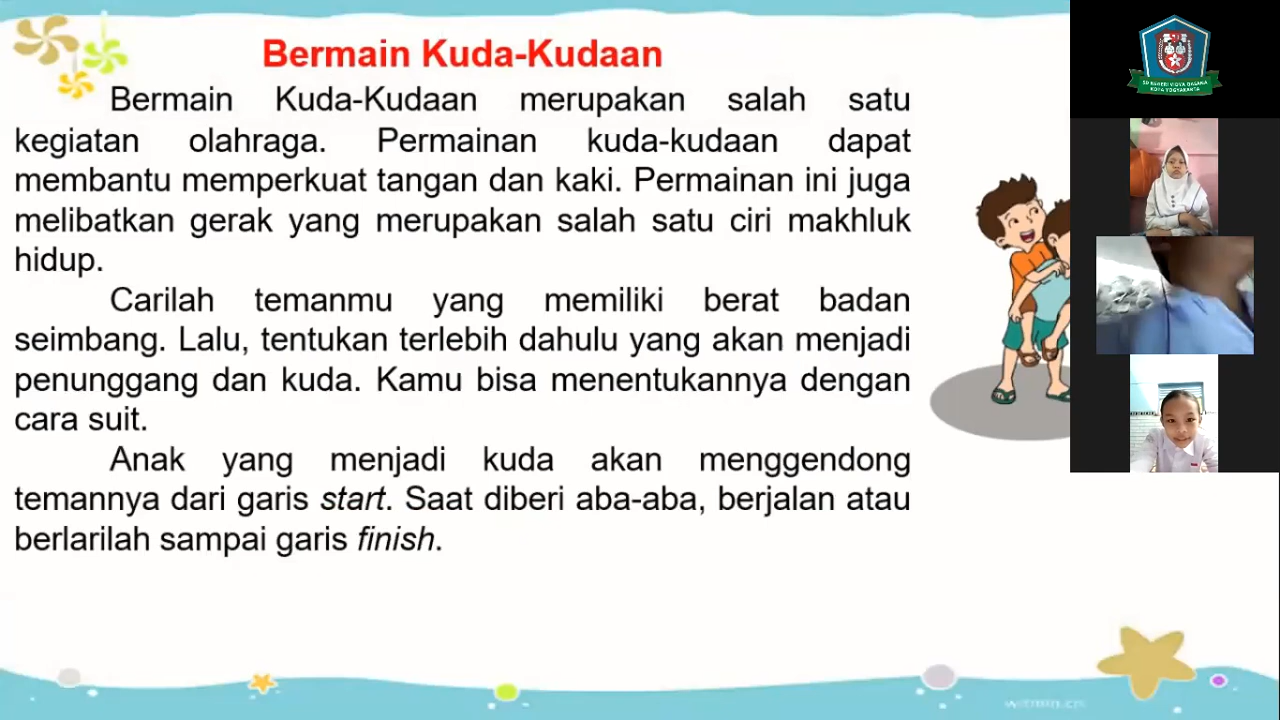 Bermain Kuda-Kudaan
Bermain Kuda-Kudaan merupakan salah satu
kegiatan olahraga. Permainan kuda-kudaan dapat
membantu memperkuat tangan dan kaki. Permainan ini juga
melibatkan gerak yang merupakan salah satu ciri makhluk
hidup.
Carilah temanmu yang memiliki berat badan
seimbang. Lalu, tentukan terlebih dahulu yang akan menjadi
penunggang dan kuda. Kamu bisa menentukannya dengan
cara suit.
Anak yang menjadi kuda akan menggendong
temannya dari garis start. Saat diberi aba-aba, berjalan atau
berlarilah sampai garis finish.
KOTA YOGYAKARTA